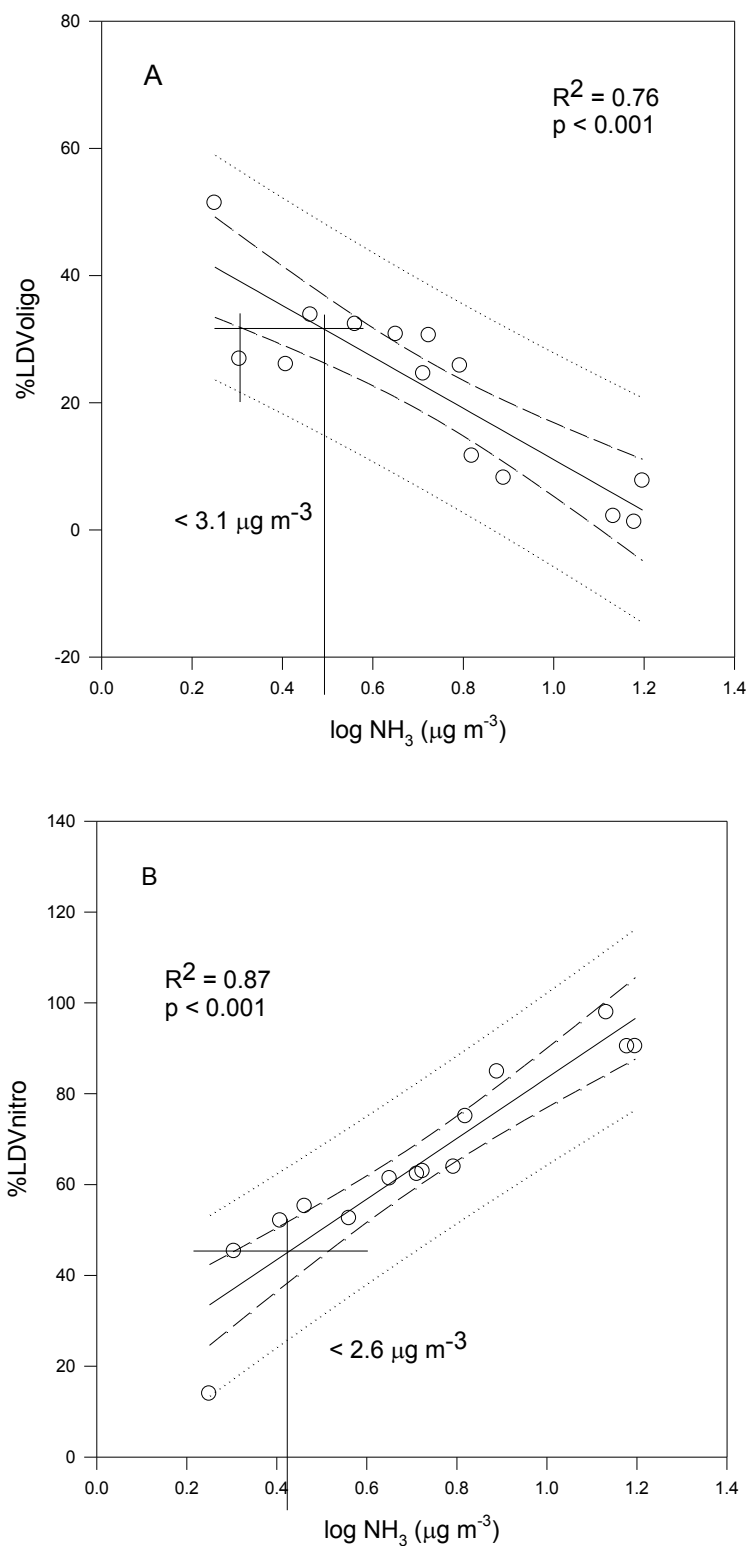 80
A
R2 = 0.76
p < 0.001
60
40
%LDVoligo
20
< 3.1 μg m-3
0
-20
0.0 0.2 0.4 0.6 0.8 1.0 1.2 1.4
log NH3 (μg m-3)
140
B
120
R2 = 0.87
p < 0.001
100
80
%LDVnitro
60
40
< 2.6 μg m-3
20
0
0.0 0.2 0.4 0.6 0.8 1.0 1.2 1.4
log NH3 (μg m-3)